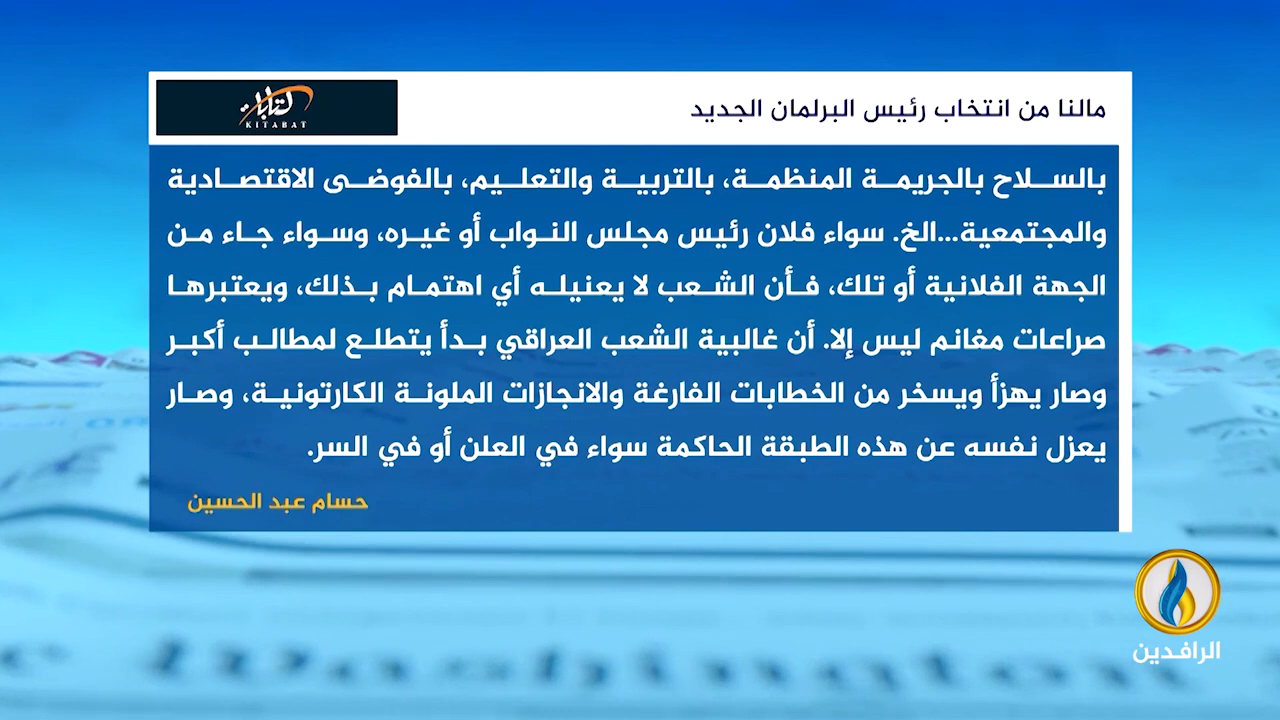 مالنا من انتخاب رئيس البرلمان الجديد
كتابات
KITABAT
بالسلاح بالجريمة المنظمة، بالتربية والتعليم، بالفوضى الاقتصادية
والمجتمعية...الخ. سواء فلان رئيس مجلس النواب أو غيره، وسواء جاء من
الجهة الفلانية أو تلك، فأن الشعب لا يعنيله أي اهتمام بذلك، ويعتبرها
صراعات مغانم ليس إلا. أن غالبية الشعب العراقي بدأ يتطلع لمطالب أكبر
وصار يهزأ ويسخر من الخطابات الفارغة والانجازات الملونة الكارتونية، وصار
يعزل نفسه عن هذه الطبقة الحاكمة سواء في العلن أو في السر.
حسام عبد الحسين
الرافدين